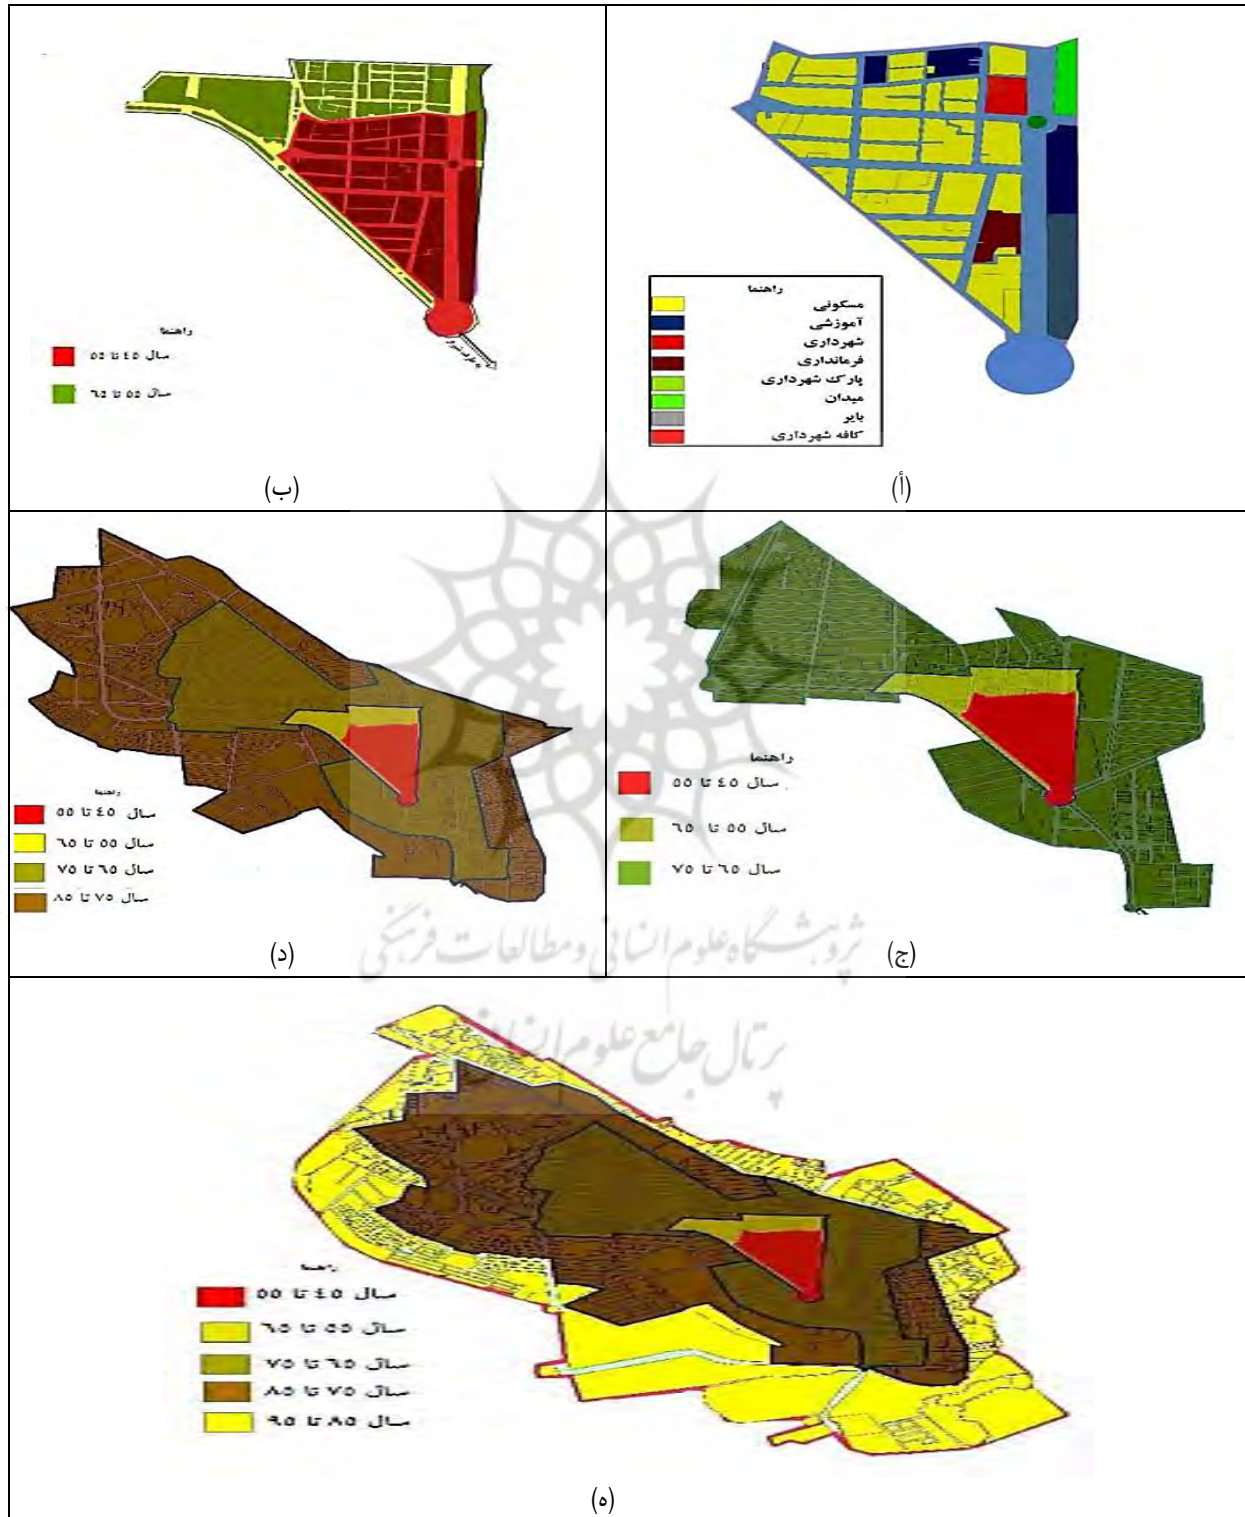 راهنما
مسکونی
آموزشی
شهرداری
فرمانداری
پارک شهرداری
میدان
بایر
کافه شهرداری
(أ)
راهنما
سال ٤٥ تا ٥٥
سال ٥٥ تا ٦٥
(ب)
راهنما
سال ٤٥ تا ٥٥
سال ٥٥ تا ٦٥
سال ٦٥ تا ٧٥
(ج)
راهنما
سال ٤٥ تا ٥٥
سال ٥٥ تا ٦٥
سال ٦٥ تا ٧٥
سال ٧٥ تا ٨٥
(د)
پژوهشگاه علوم انسانی و مطالعات فرهنگی
پرتال جامع علوم انسانی
راهنما
سال ٤٥ تا ٥٥
سال ٥٥ تا ٦٥
سال ٦٥ تا ٧٥
سال ٧٥ تا ٨٥
سال ٨٥ تا ٩٥
(ه)